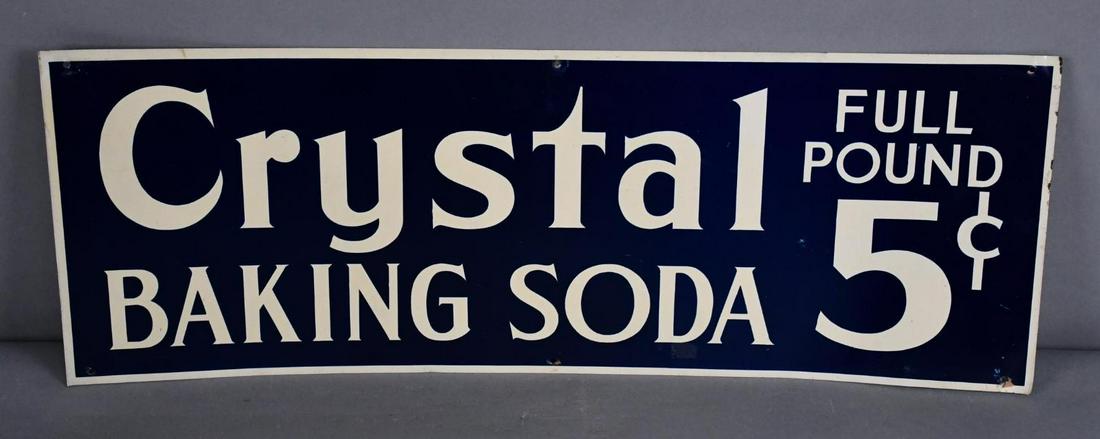 Crystal
BAKING SODA
FULL
POUND
5¢